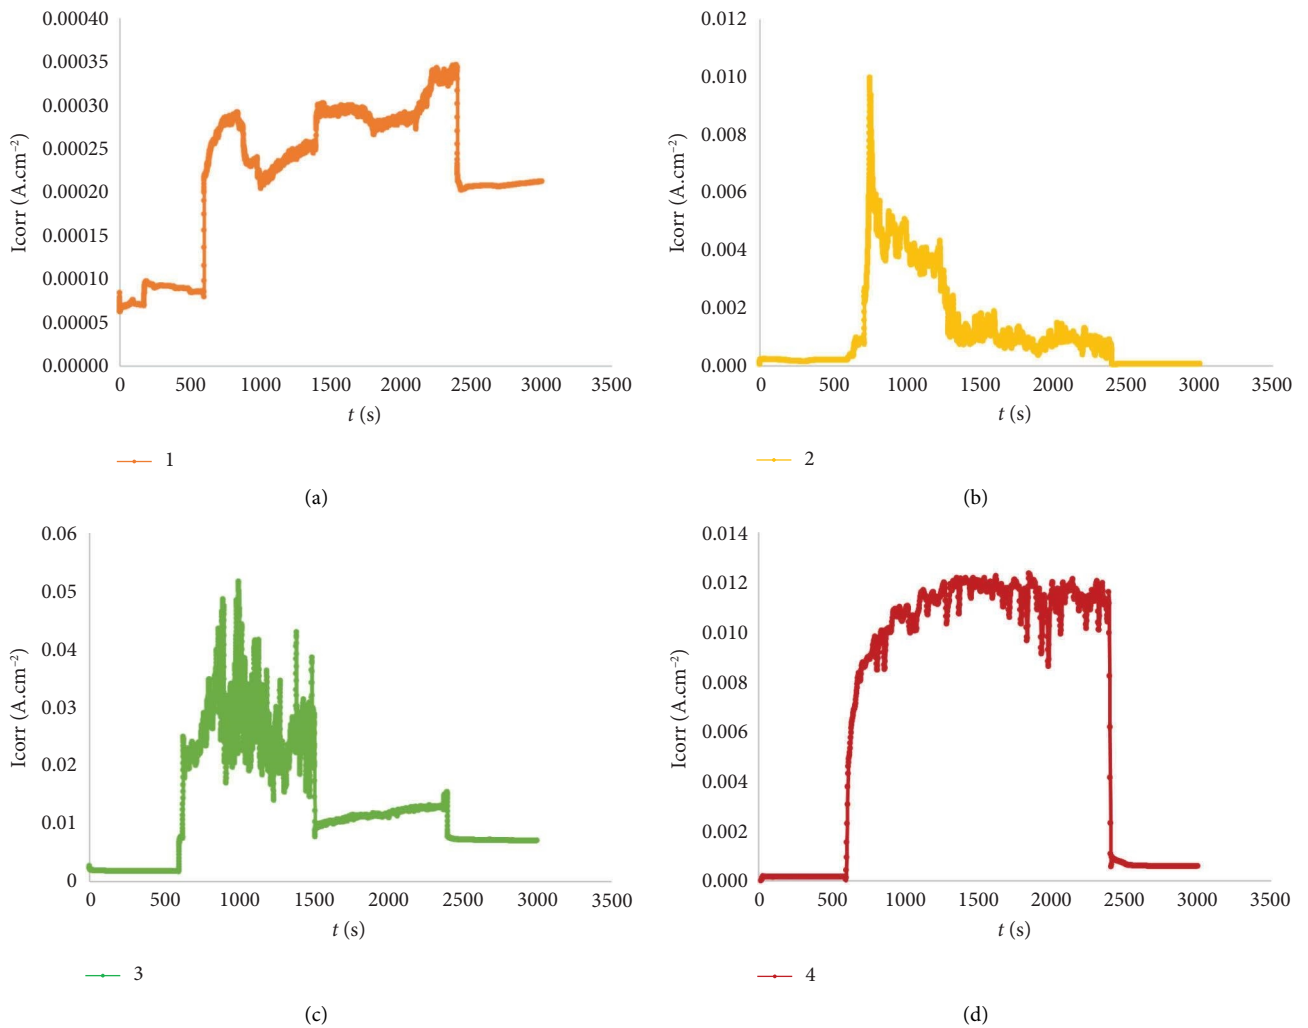 0.00040
0.00035
0.00030
0.00025
0.00020
0.00015
0.00010
0.00005
0.00000
Icorr (A.cm⁻²)
0 500 1000 1500 2000 2500 3000 3500
t (s)
1
(a)
0.012
0.010
0.008
0.006
0.004
0.002
0.000
Icorr (A.cm⁻²)
0 500 1000 1500 2000 2500 3000 3500
t (s)
2
(b)
0.06
0.05
0.04
0.03
0.02
0.01
0
Icorr (A.cm⁻²)
0 500 1000 1500 2000 2500 3000 3500
t (s)
3
(c)
0.014
0.012
0.010
0.008
0.006
0.004
0.002
0.000
Icorr (A.cm⁻²)
0 500 1000 1500 2000 2500 3000 3500
t (s)
4
(d)